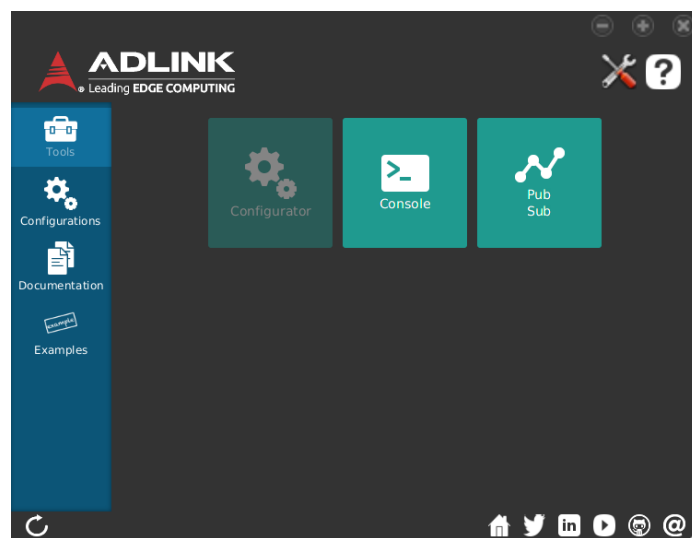 ADLINK
® Leading EDGE COMPUTING
Tools
Configurations
Documentation
example
Examples
Configurator
Console
Pub
Sub